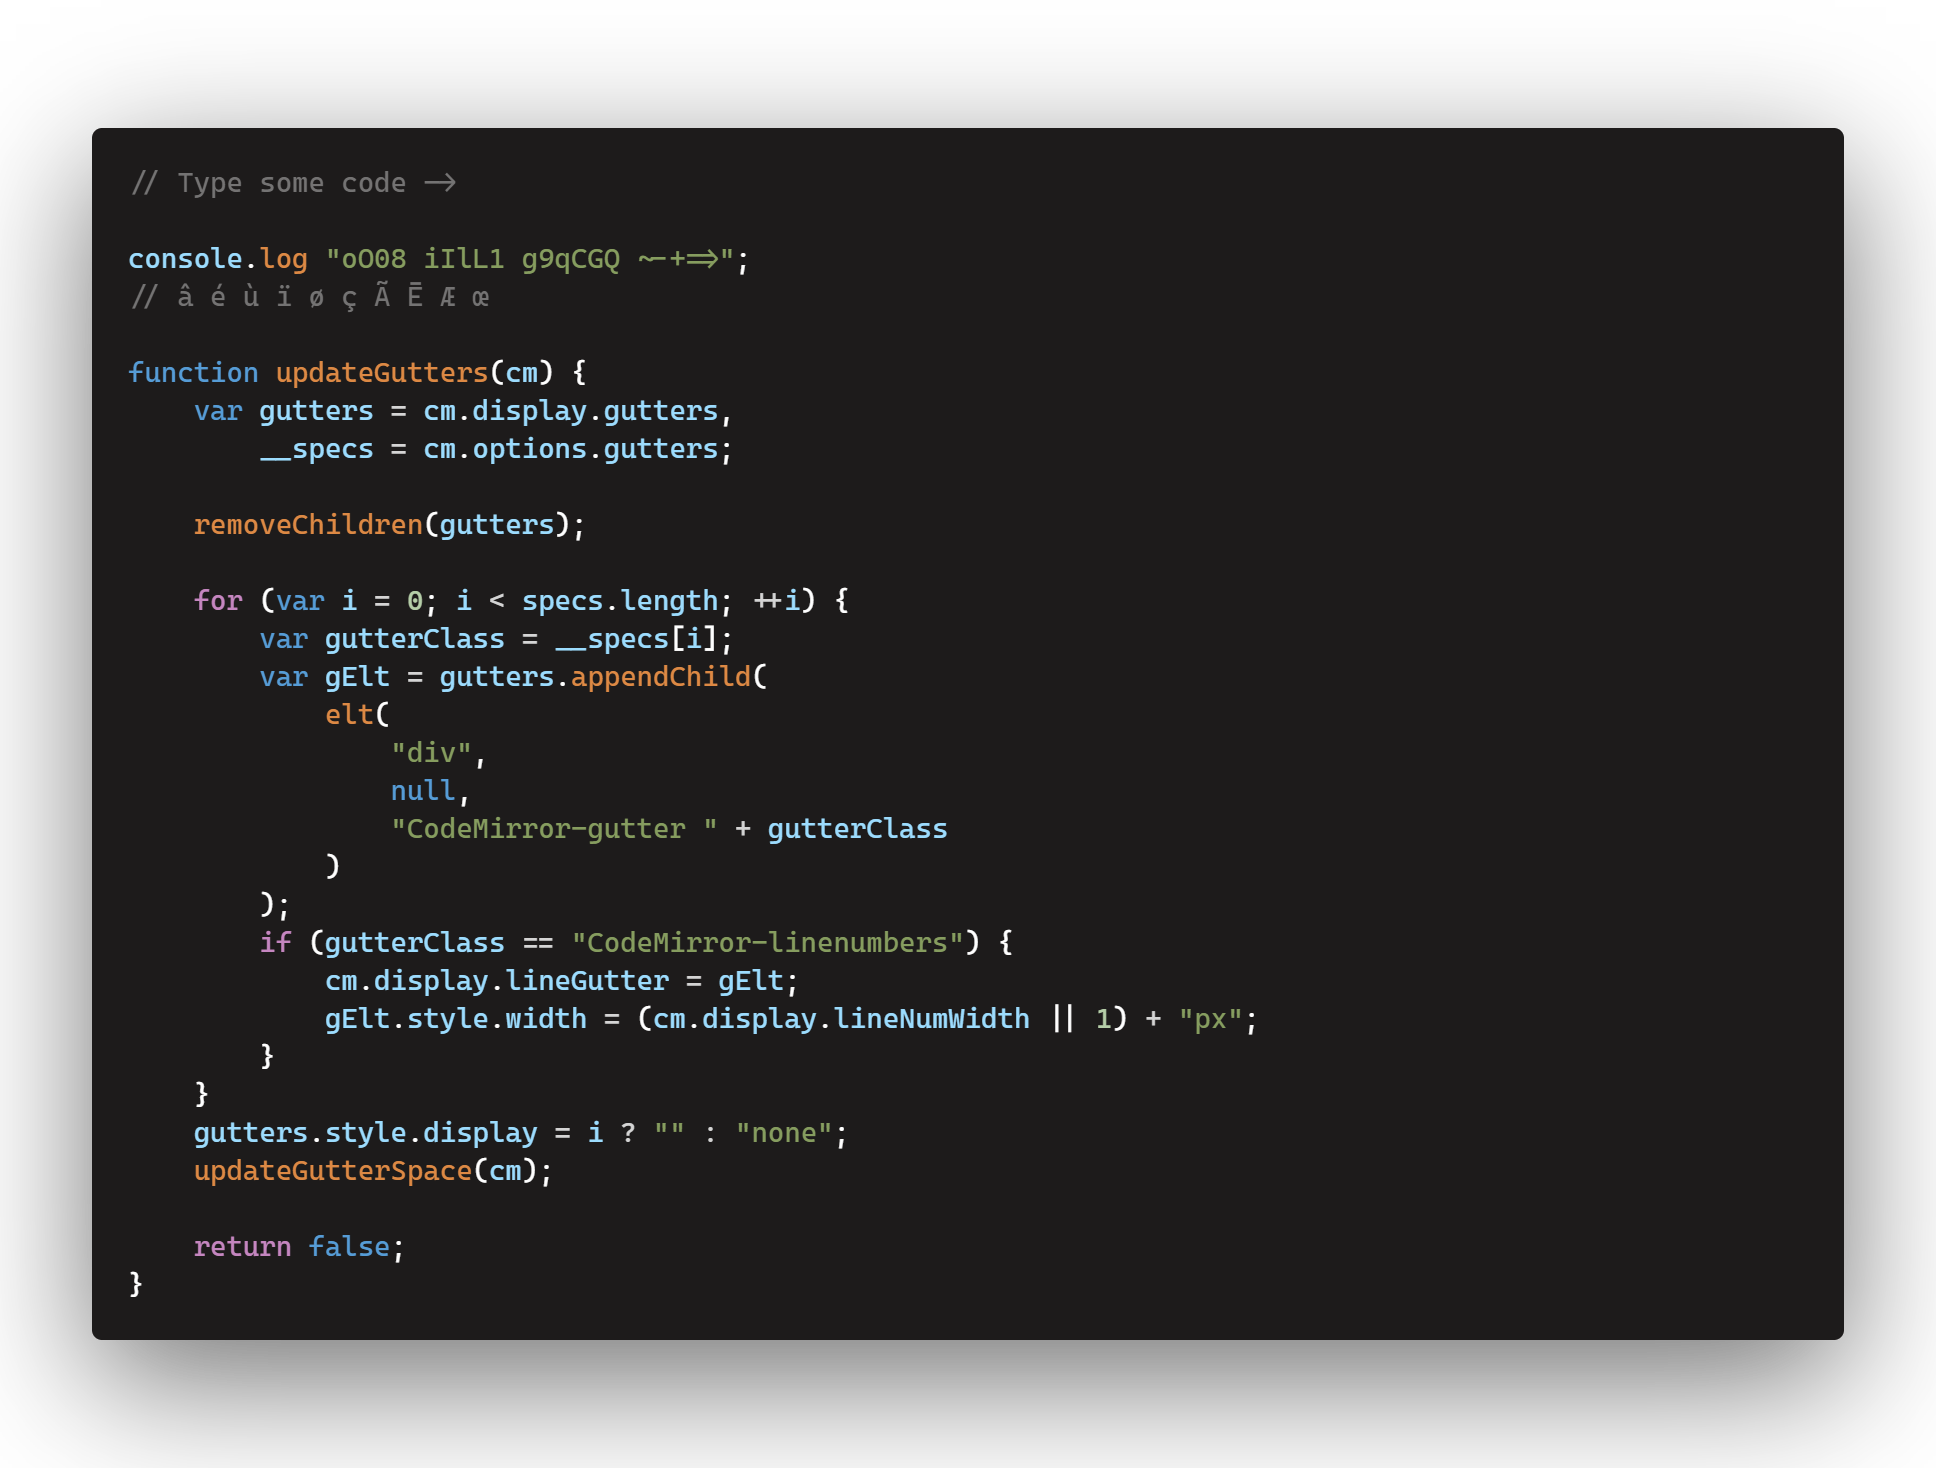 // Type some code ->

console.log "oO08 iIlL1 g9qCGQ ~-+=>";
// â é ù ï ø ç Ã Ē Æ œ

function updateGutters(cm) {
    var gutters = cm.display.gutters,
        __specs = cm.options.gutters;

    removeChildren(gutters);

    for (var i = 0; i < specs.length; ++i) {
        var gutterClass = __specs[i];
        var gElt = gutters.appendChild(
            elt(
                "div",
                null,
                "CodeMirror-gutter " + gutterClass
            )
        );
        if (gutterClass == "CodeMirror-linenumbers") {
            cm.display.lineGutter = gElt;
            gElt.style.width = (cm.display.lineNumWidth || 1) + "px";
        }
    }
    gutters.style.display = i ? "" : "none";
    updateGutterSpace(cm);

    return false;
}